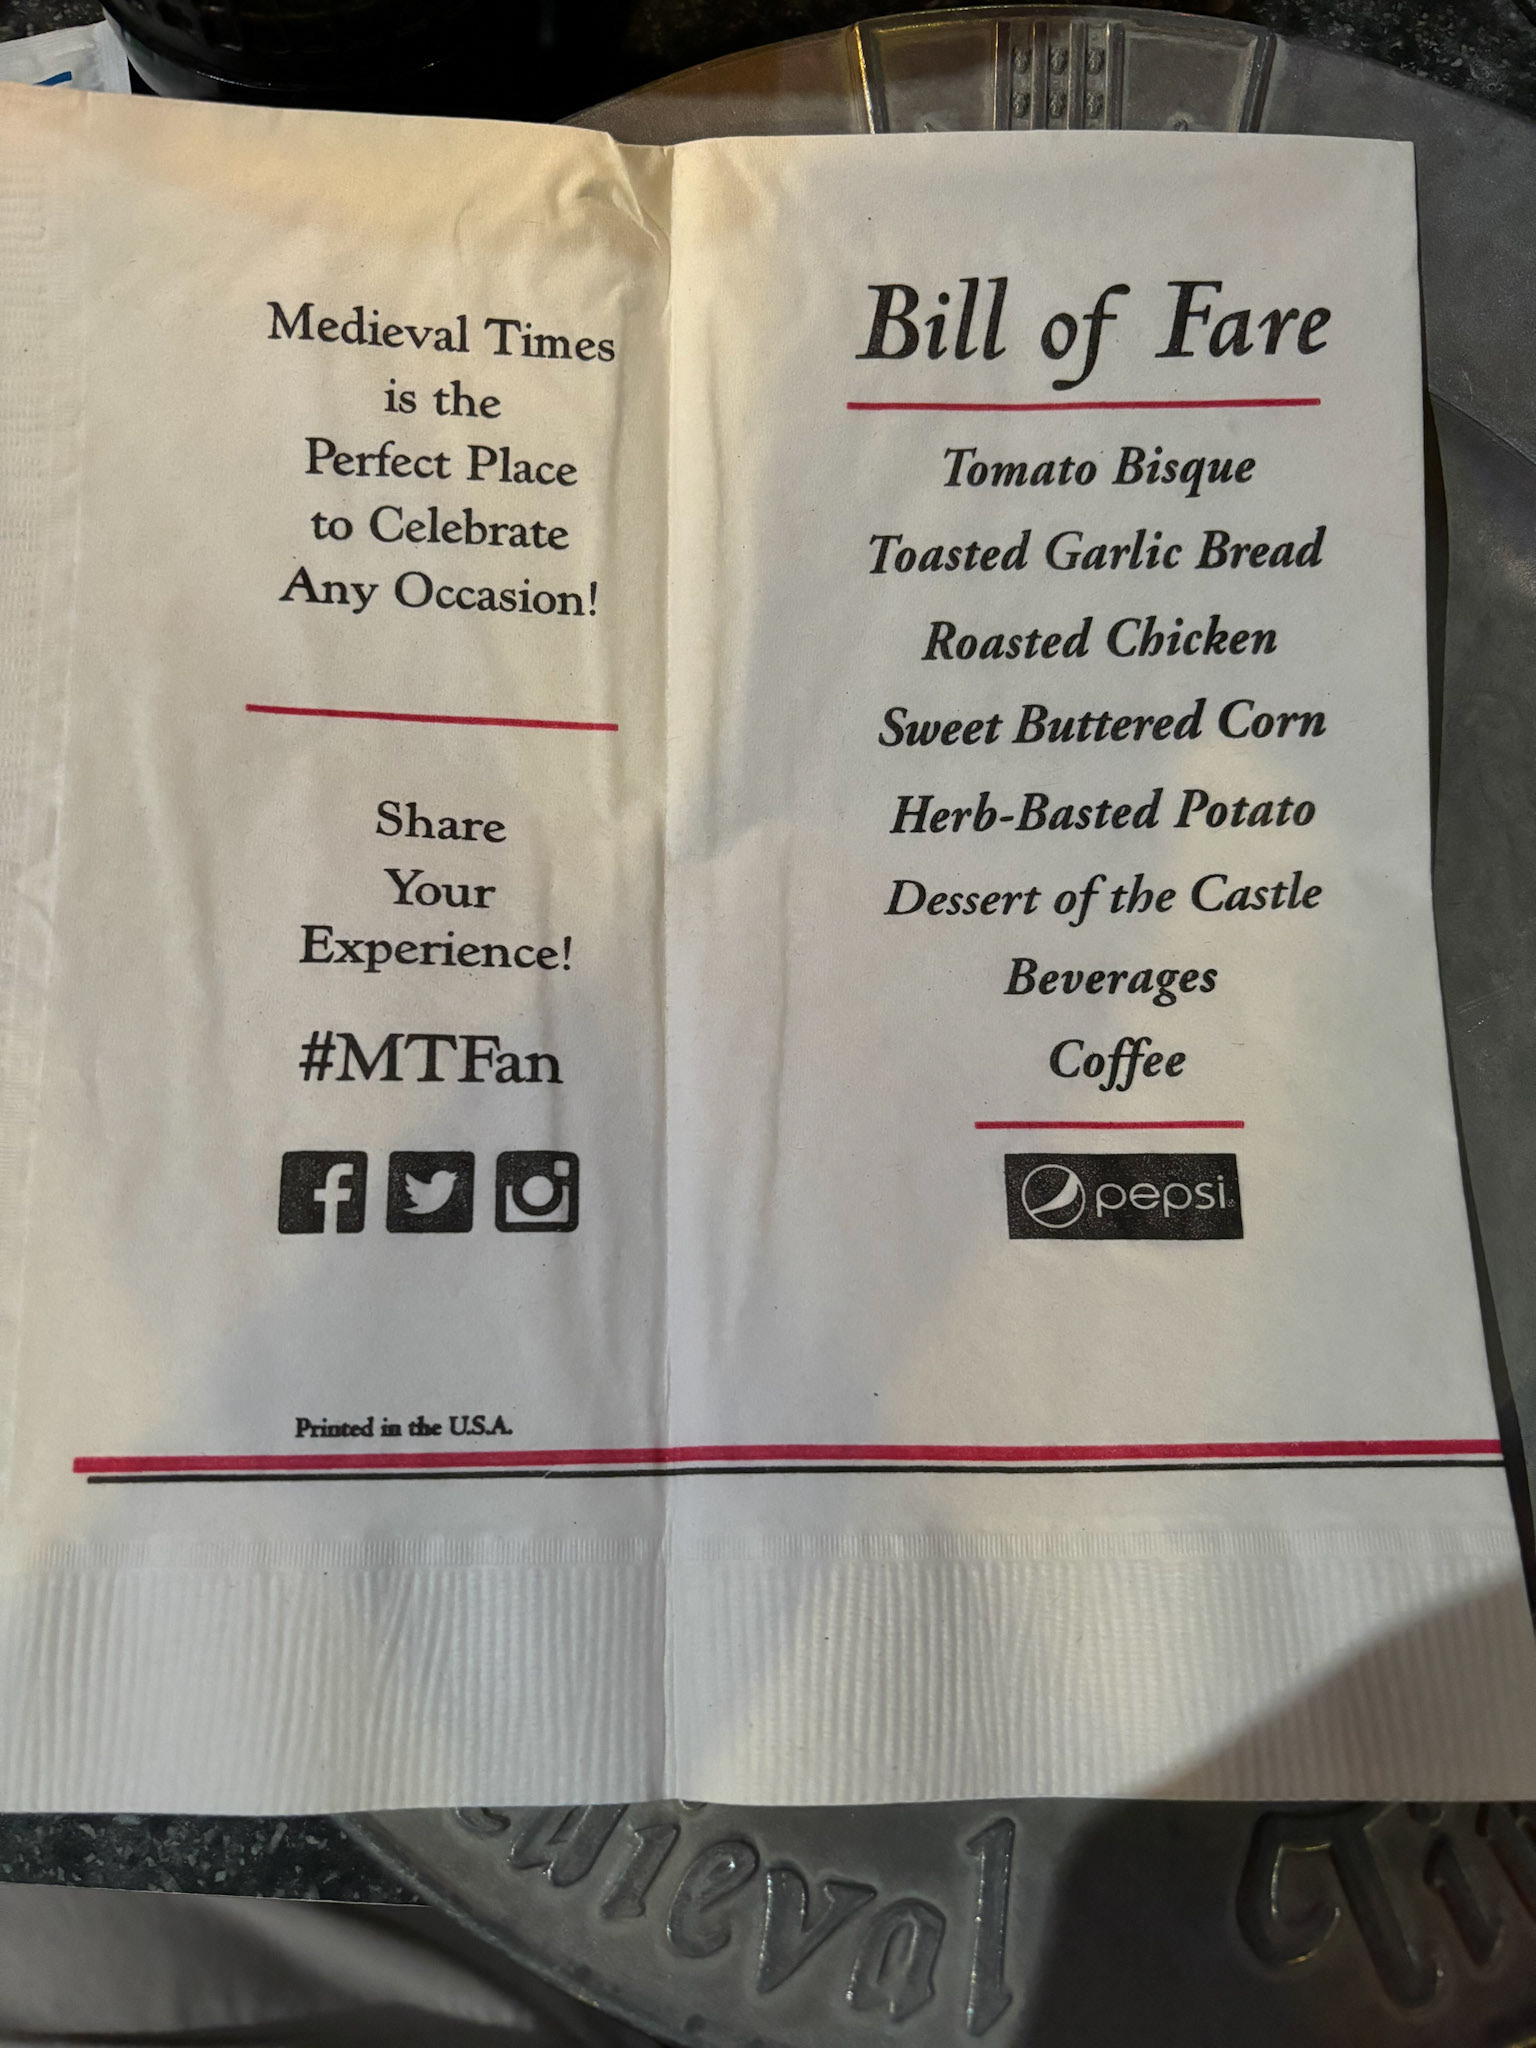 Medieval Times
is the
Perfect Place
to Celebrate
Any Occasion!
Share
Your
Experience!
#MTFan
Printed in the U.S.A.
Bill of Fare
Tomato Bisque
Toasted Garlic Bread
Roasted Chicken
Sweet Buttered Corn
Herb-Basted Potato
Dessert of the Castle
Beverages
Coffee
pepsi